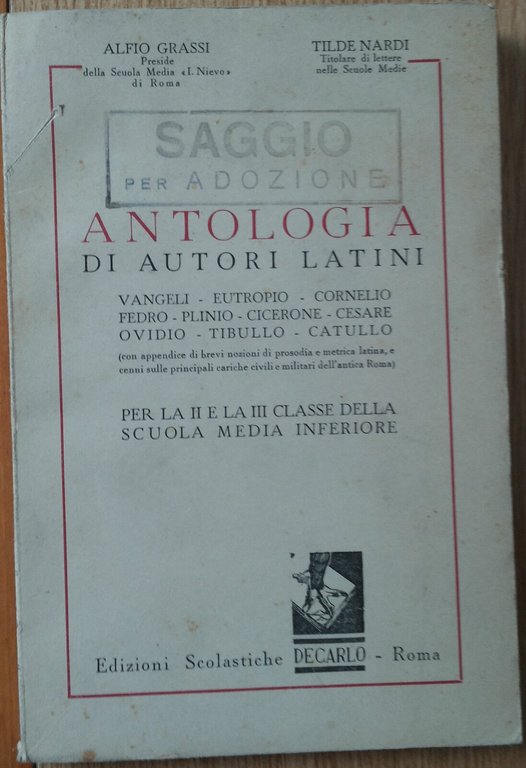 ALFIO GRASSI
Preside
della Scuola Media «I. Nievo»
di Roma
TILDE NARDI
Titolare di lettere
nelle Scuole Medie
SAGGIO
PER ADOZIONE
ANTOLOGIA
DI AUTORI LATINI
VANGELI - EUTROPIO - CORNELIO
FEDRO - PLINIO - CICERONE - CESARE
OVIDIO - TIBULLO - CATULLO
(con appendice di brevi nozioni di prosodia e metrica latina, e
cenni sulle principali cariche civili e militari dell'antica Roma)
PER LA II E LA III CLASSE DELLA
SCUOLA MEDIA INFERIORE
Edizioni Scolastiche DECARLO - Roma